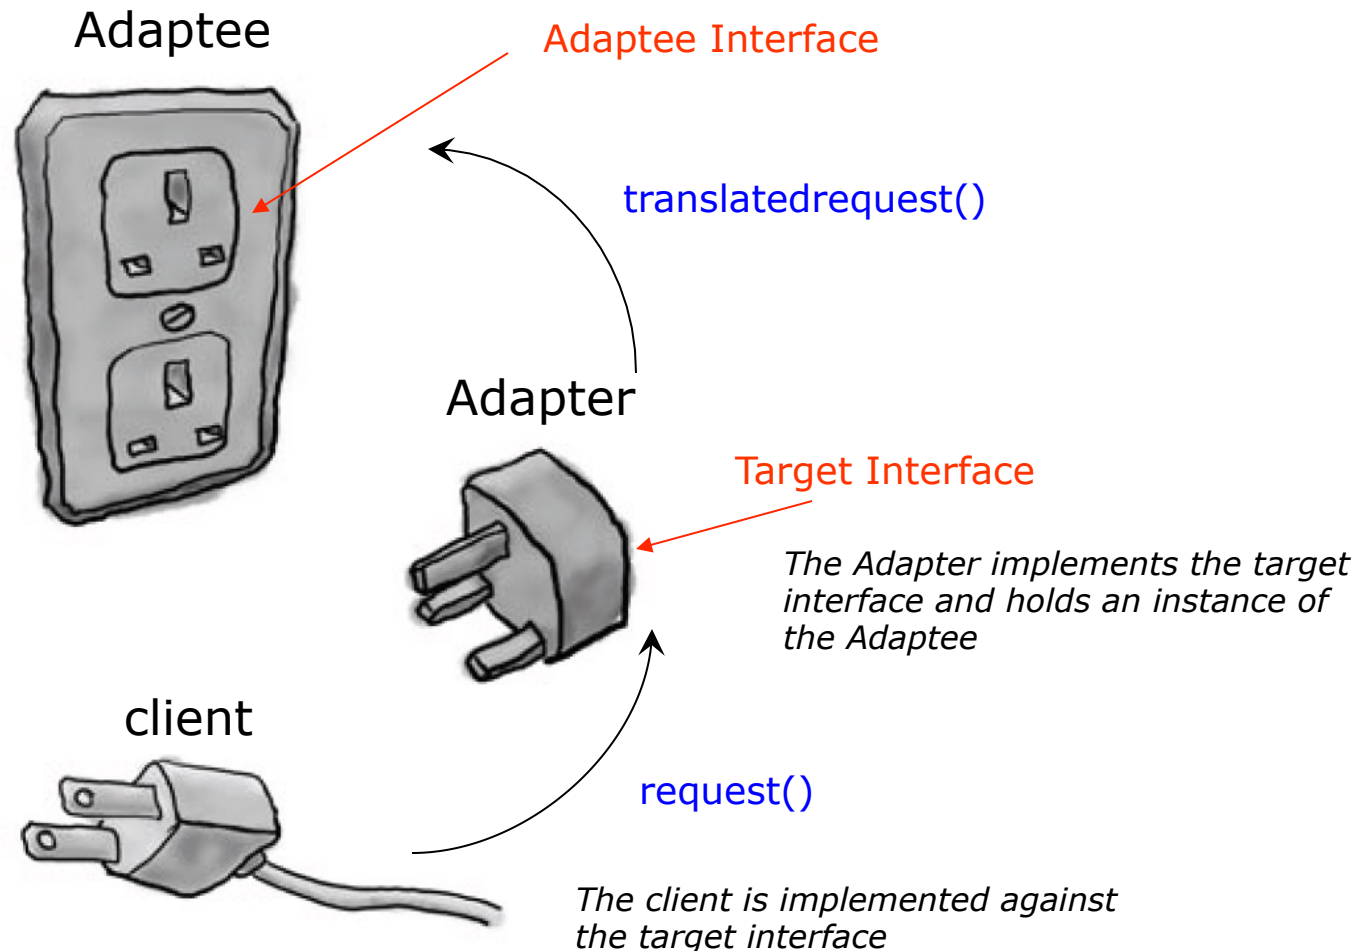 Adaptee
Adaptee Interface
translatedrequest()
Adapter
Target Interface
The Adapter implements the target
interface and holds an instance of
the Adaptee
client
request()
The client is implemented against
the target interface